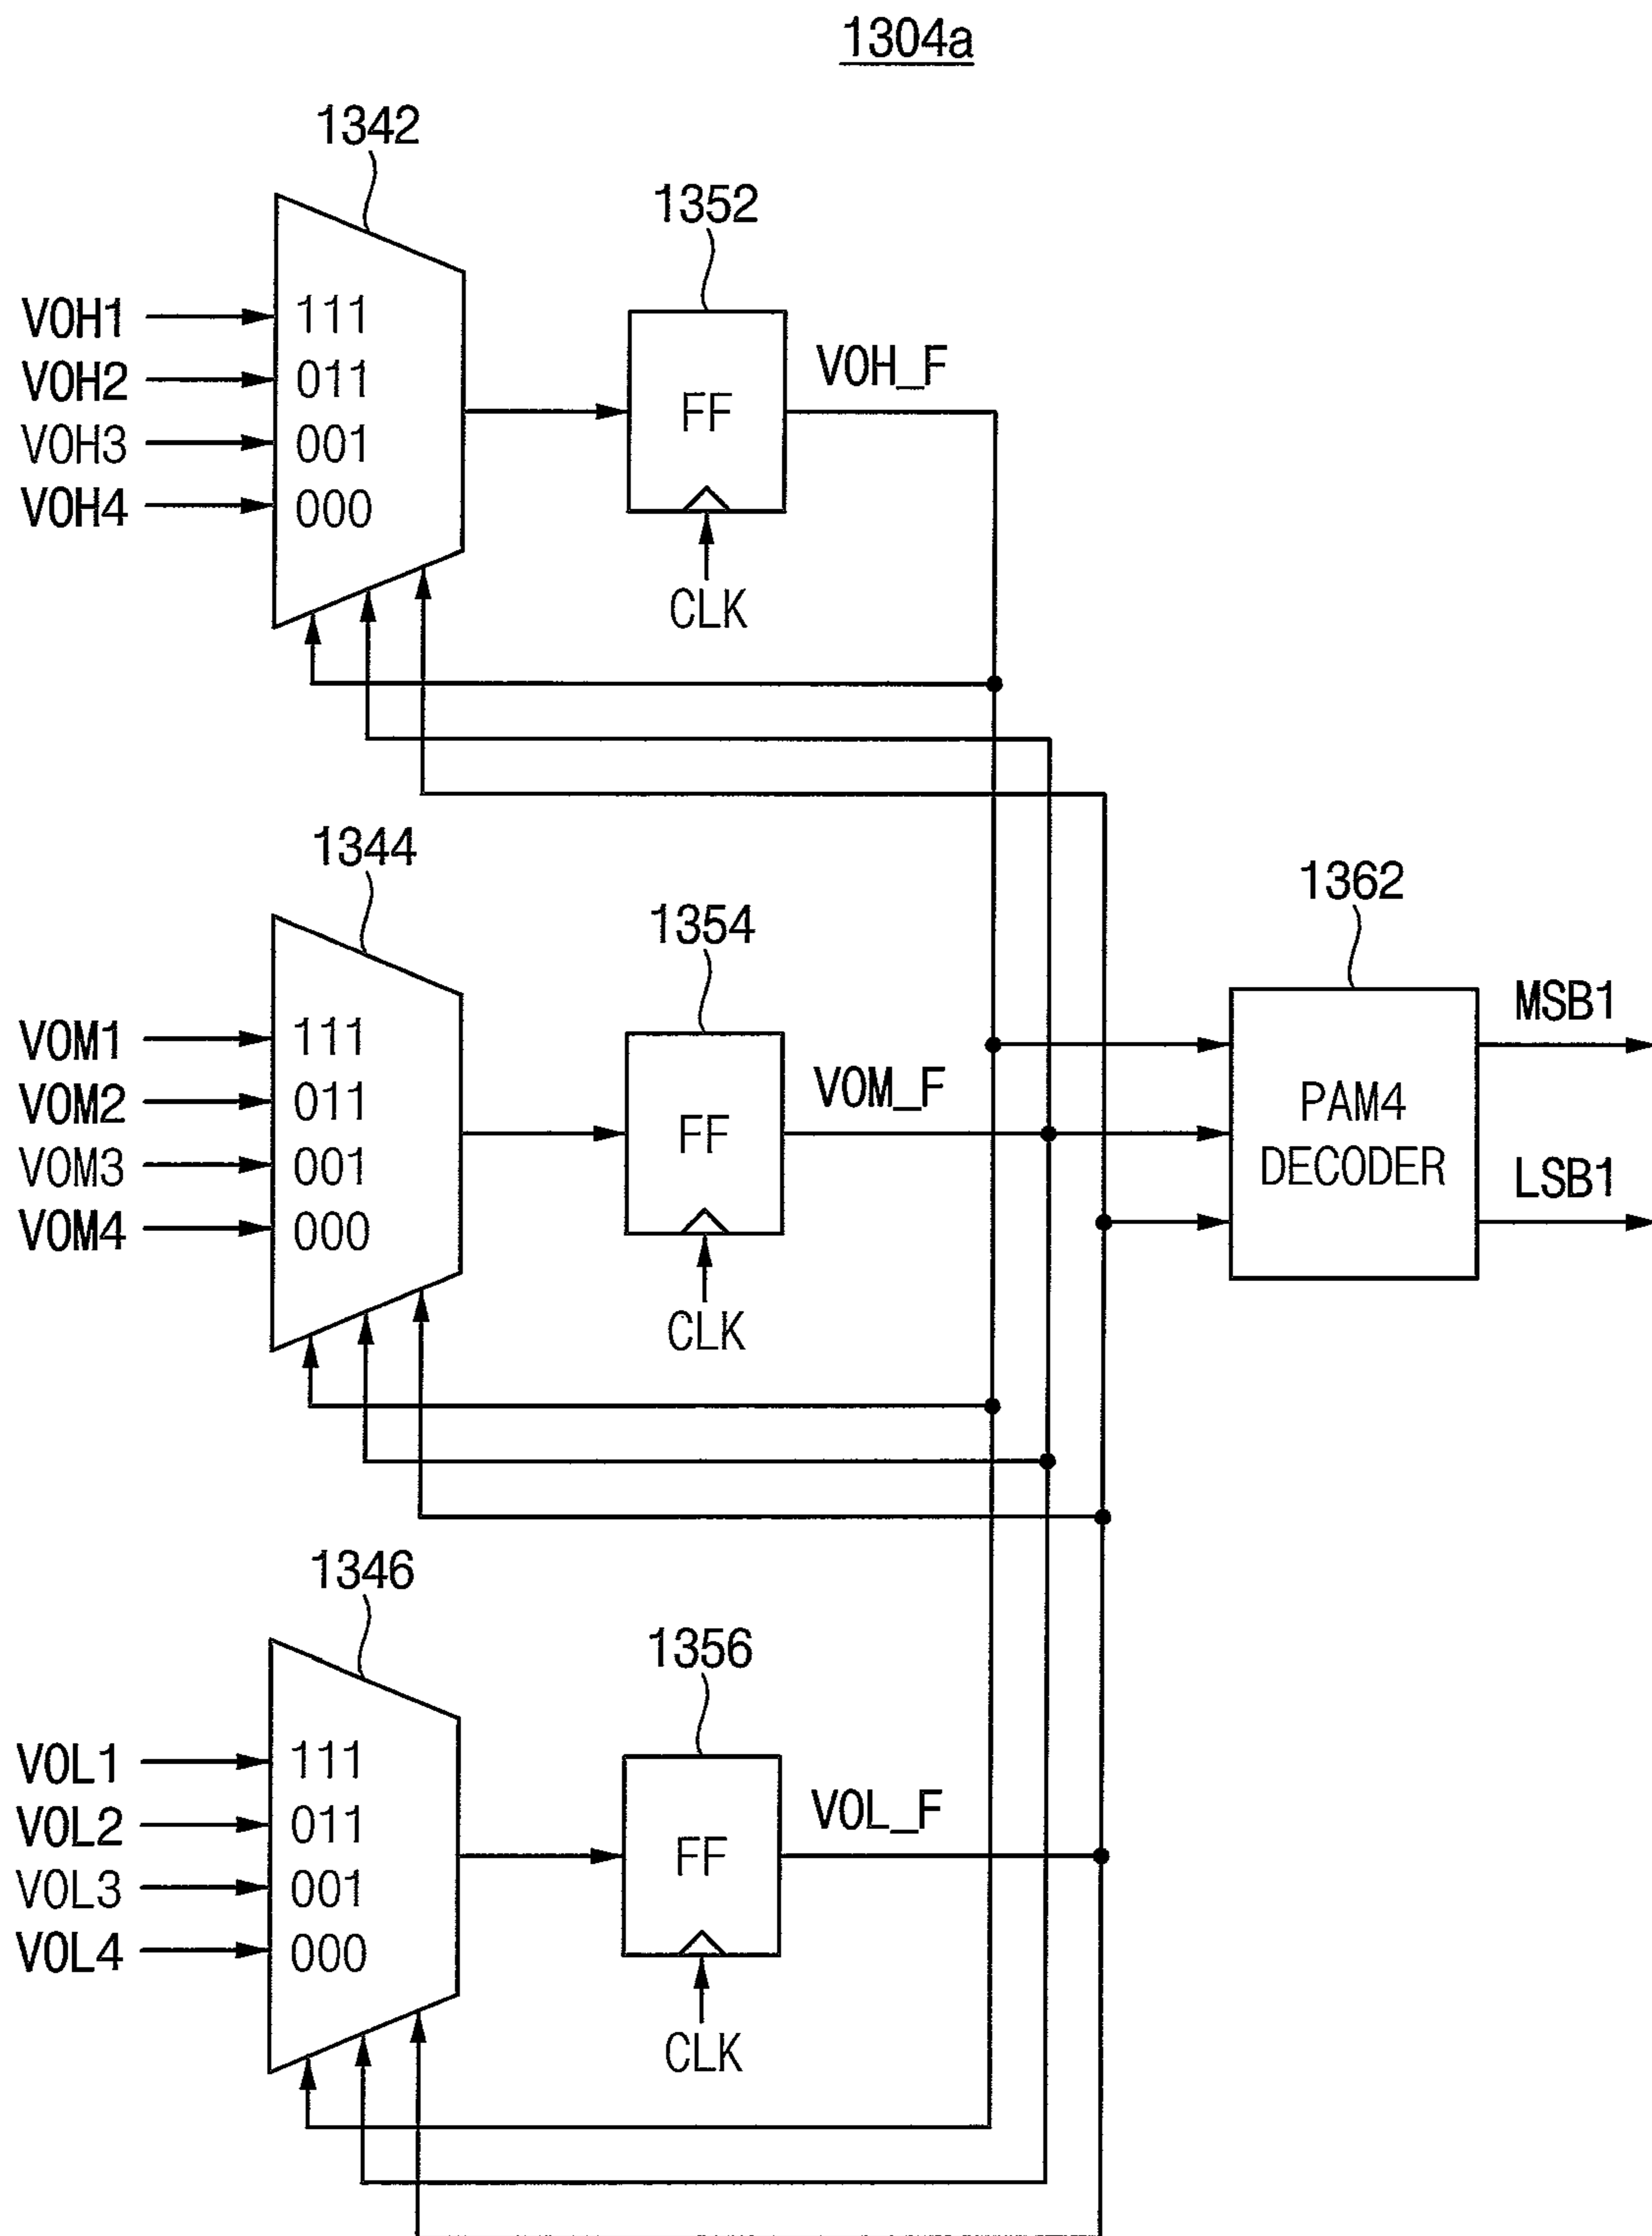 1304a
1342
1352
VOH1
VOH2
VOH3
VOH4
111
011
001
000
FF
VOH_F
CLK
1344
1354
1362
VOM1
VOM2
VOM3
VOM4
111
011
001
000
FF
VOM_F
CLK
PAM4
DECODER
MSB1
LSB1
1346
1356
VOL1
VOL2
VOL3
VOL4
111
011
001
000
FF
VOL_F
CLK